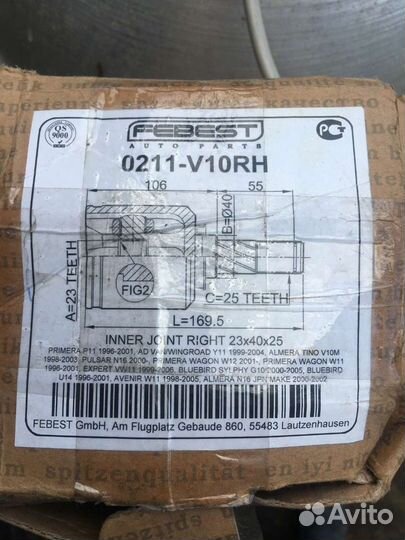 QS
9000
FEBEST
AUTO PARTS
0211-V10RH
106
55
B=Ø40
A=23 TEETH
FIG2
C=25 TEETH
L=169.5
INNER JOINT RIGHT 23x40x25
PRIMERA P11 1996-2001, AD VAN/WINGROAD Y11 1999-2004, ALMERA TINO V10M
1998-2003, PULSAR N16 2000-, PRIMERA WAGON W12 2001-, PRIMERA WAGON W11
1996-2001, EXPERT VW11 1999-2006, BLUEBIRD SYLPHY G10 2000-2005, BLUEBIRD
U14 1996-2001, AVENIR W11 1998-2005, ALMERA N16 JPN MAKE 2000-2002
FEBEST GmbH, Am Flugplatz Gebaude 860, 55483 Lautzenhausen
spitzenqualität en iyi
Avito